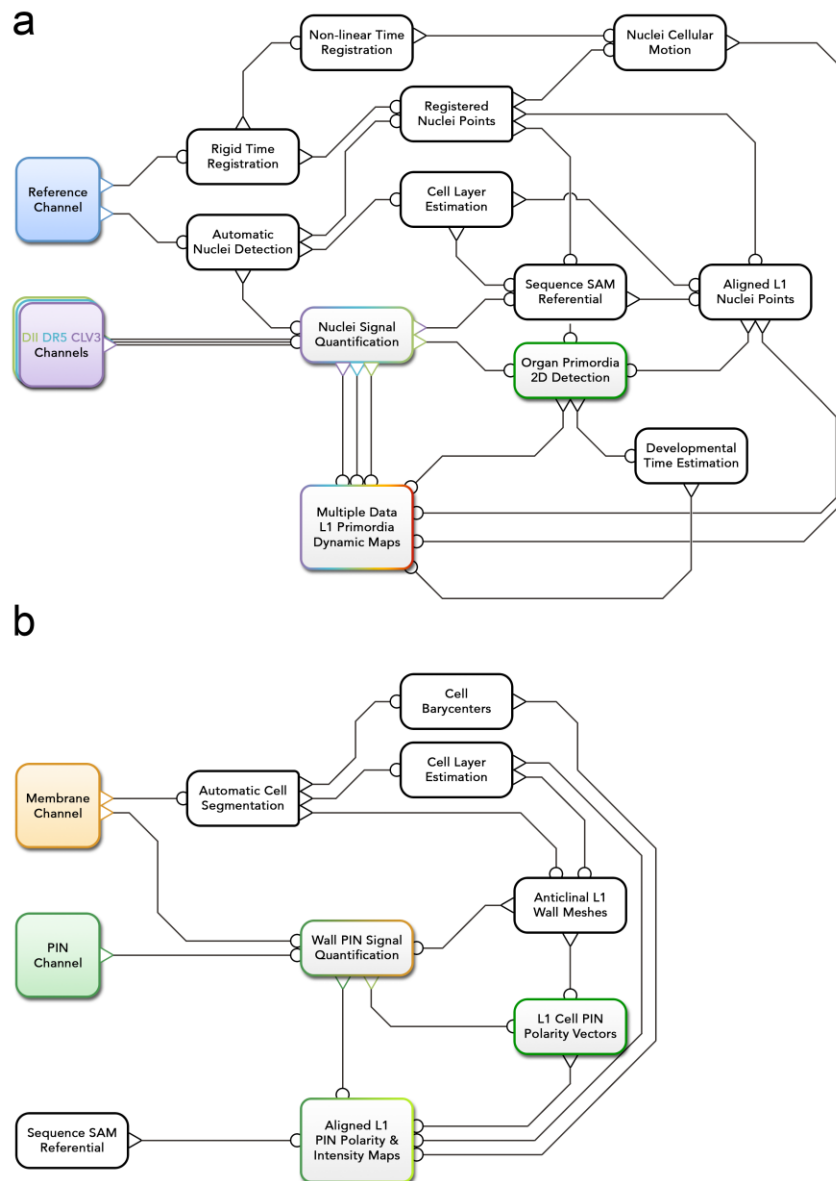 a
Non-linear Time
Registration
Nuclei Cellular
Motion
Registered
Nuclei Points
Rigid Time
Registration
Reference
Channel
Cell Layer
Estimation
Automatic
Nuclei Detection
Sequence SAM
Referential
Aligned L1
Nuclei Points
DII DR5 CLV3
Channels
Nuclei Signal
Quantification
Organ Primordia
2D Detection
Developmental
Time Estimation
Multiple Data
L1 Primordia
Dynamic Maps
b
Cell
Barycenters
Cell Layer
Estimation
Membrane
Channel
Automatic Cell
Segmentation
Anticlinal L1
Wall Meshes
PIN
Channel
Wall PIN Signal
Quantification
L1 Cell PIN
Polarity Vectors
Sequence SAM
Referential
Aligned L1
PIN Polarity &
Intensity Maps